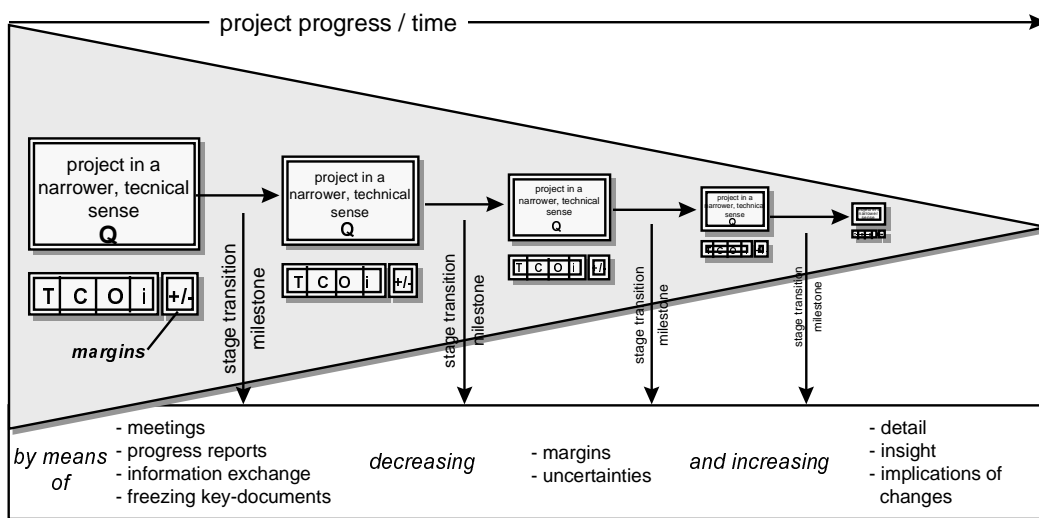 project progress / time
project in a
narrower, tecnical
sense
Q
T C O i +/-
margins
stage transition
milestone
project in a
narrower, technical
sense
Q
T C O i +/-
stage transition
milestone
project in a
narrower, technical
sense
Q
T C O i +/-
stage transition
milestone
project in a
narrower, technical
sense
Q
stage transition
milestone
by means
of
- meetings
- progress reports
- information exchange
- freezing key-documents
decreasing
- margins
- uncertainties
and increasing
- detail
- insight
- implications of
changes